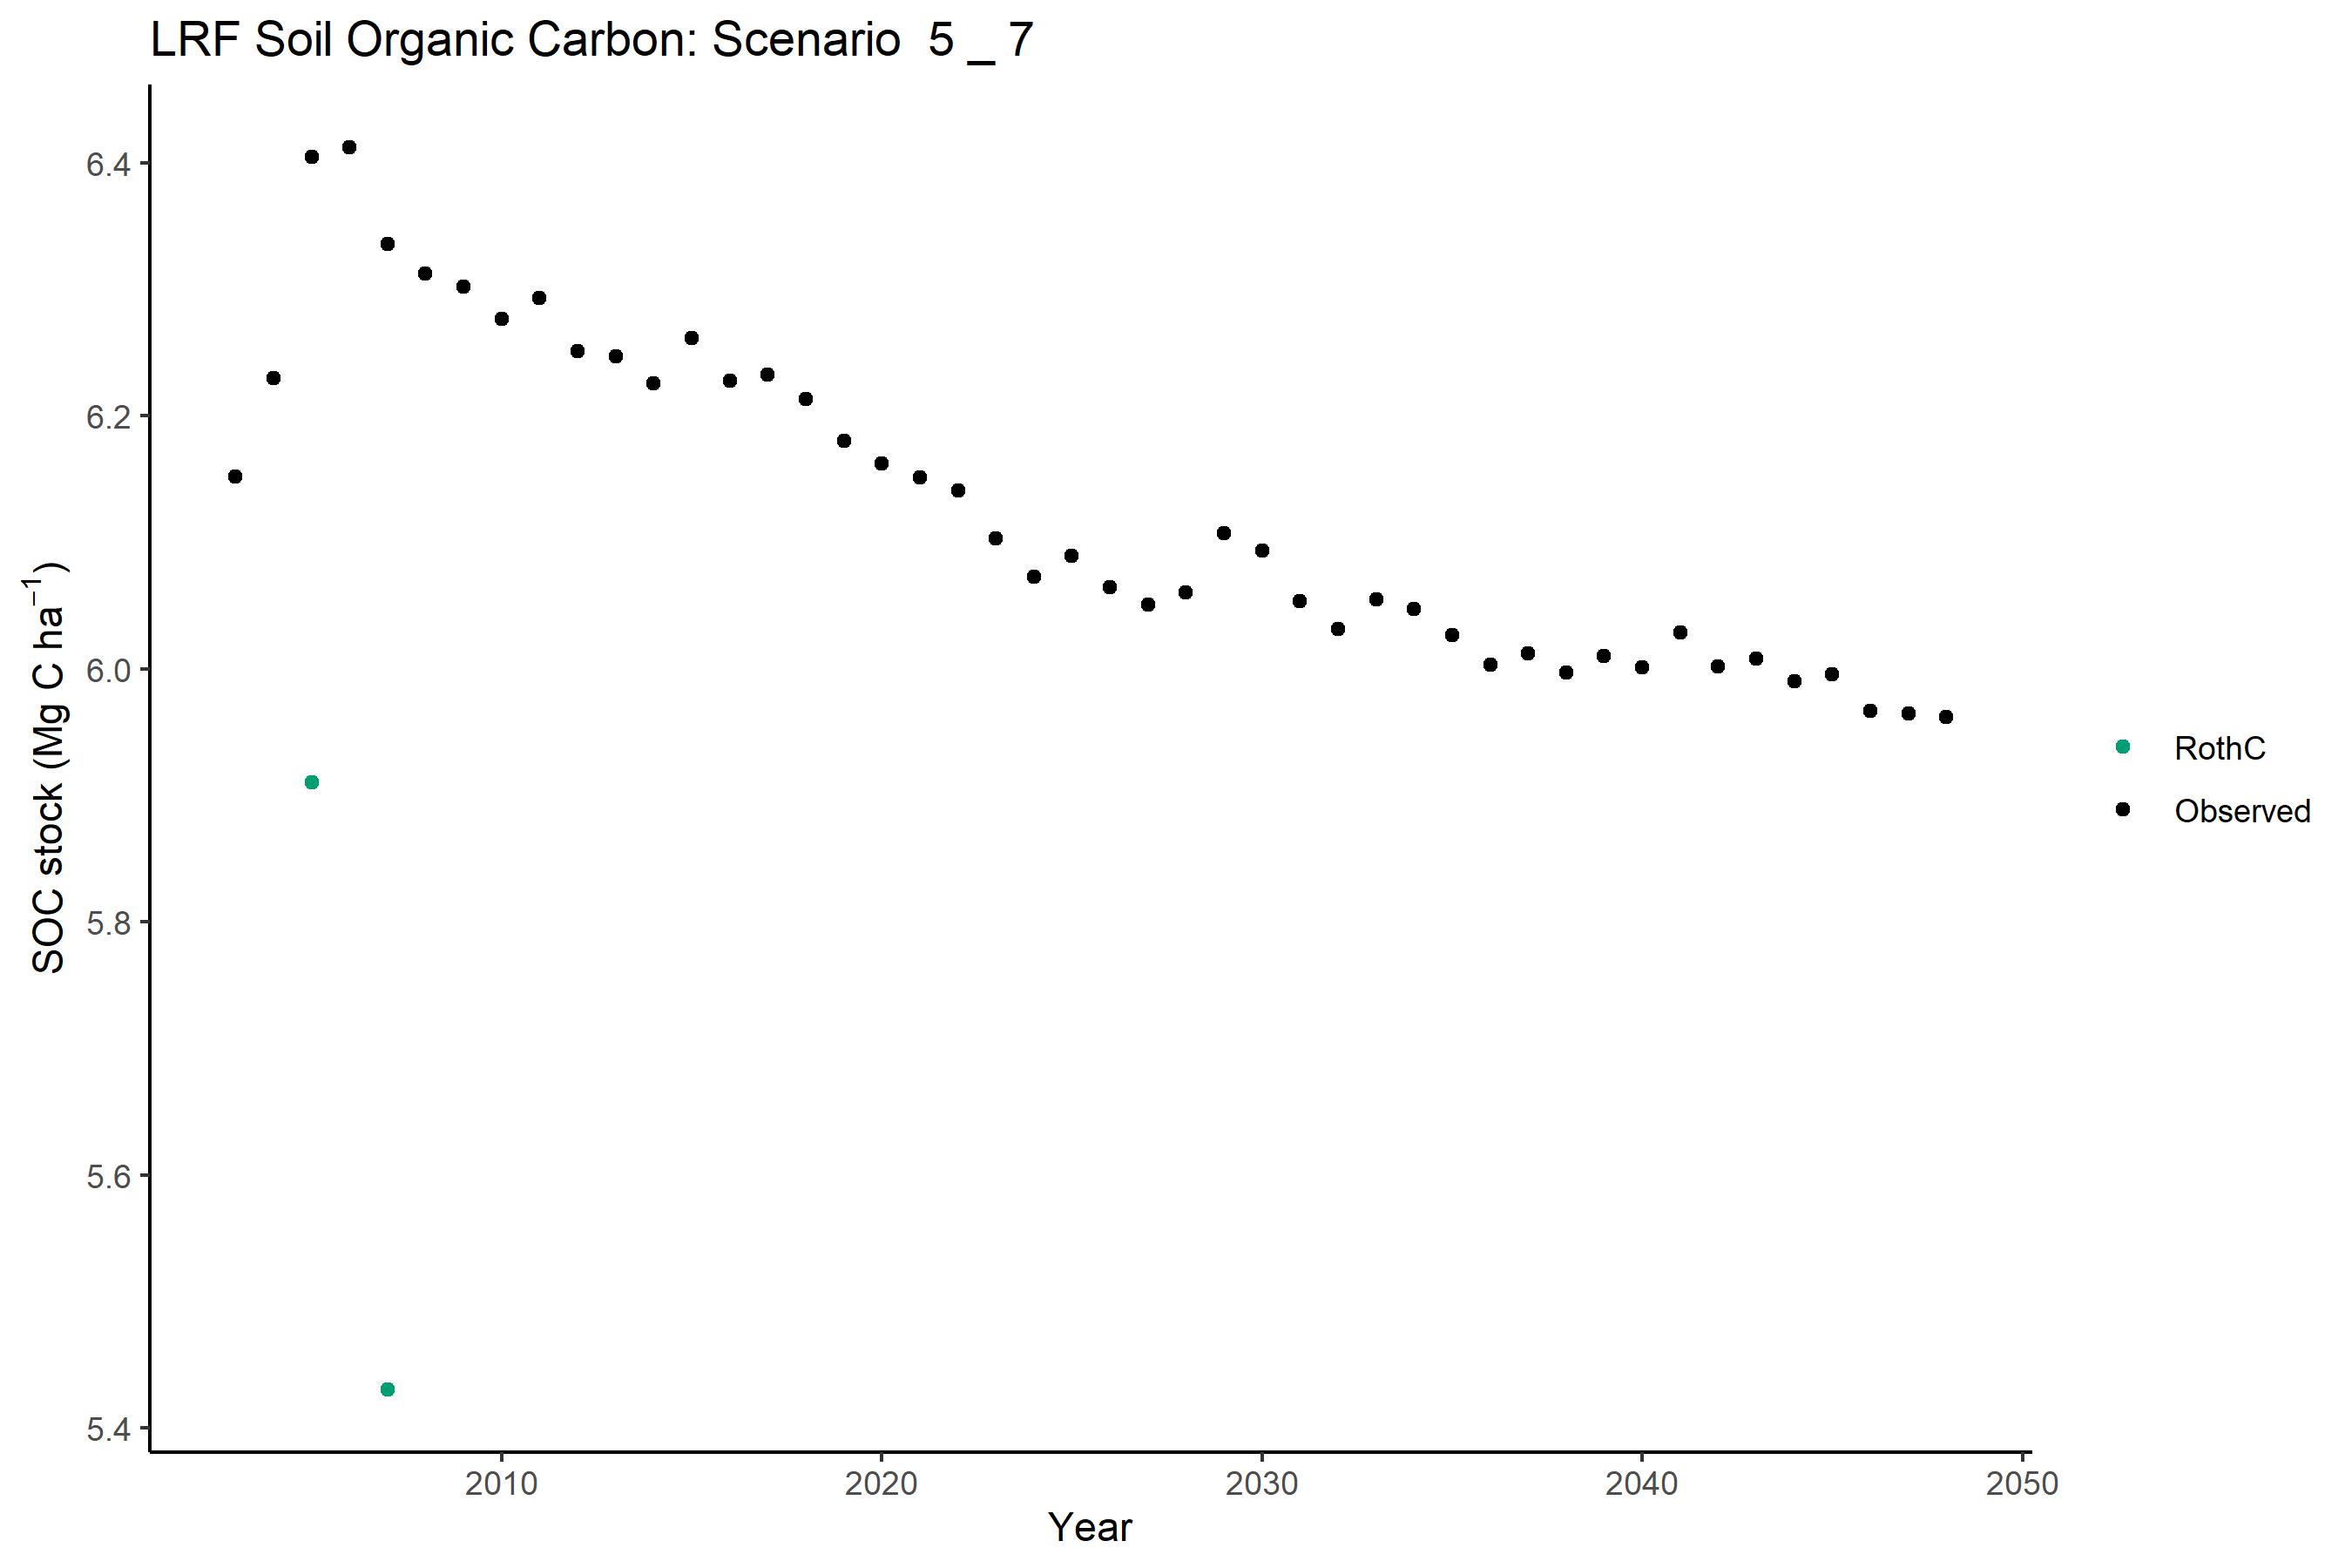 LRF Soil Organic Carbon: Scenario  5 _ 7
SOC stock (Mg C ha⁻¹)
6.4
6.2
6.0
5.8
5.6
5.4
2010 2020 2030 2040 2050
Year
RothC
Observed